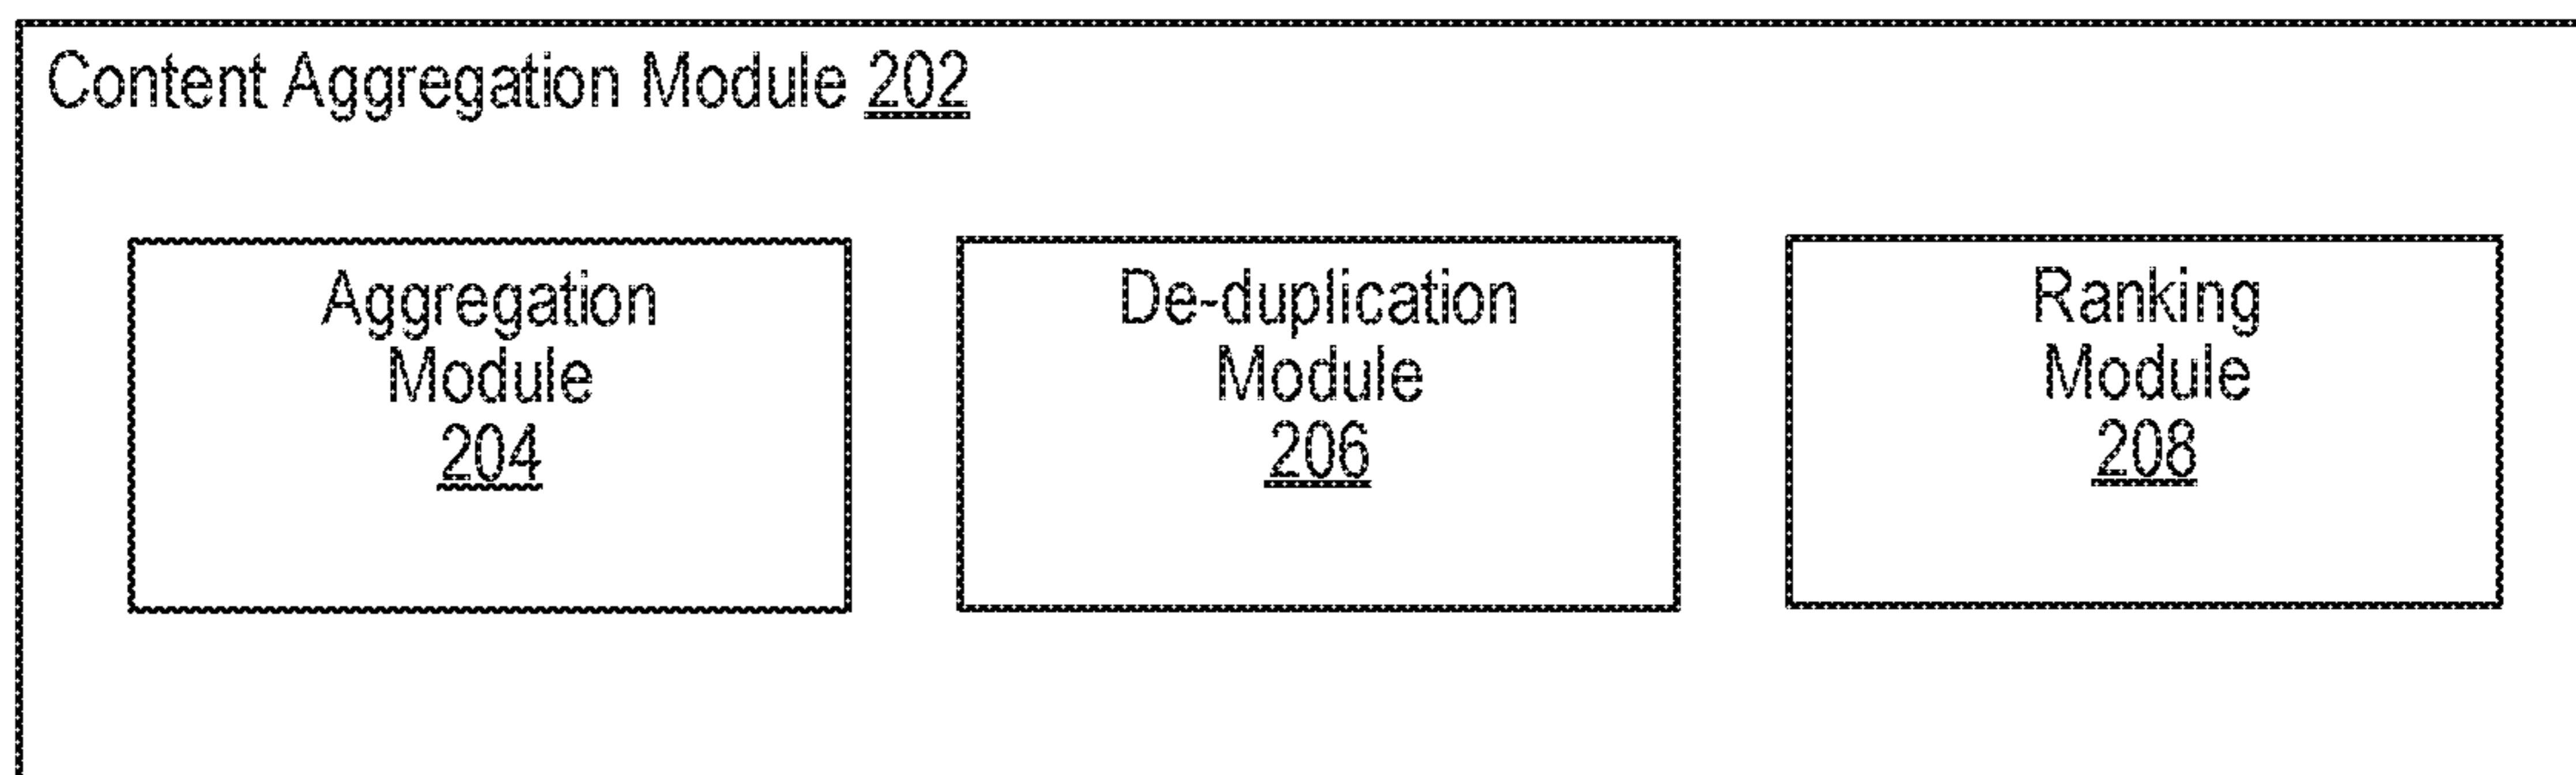 Content Aggregation Module 202
Aggregation
Module
204
De-duplication
Module
206
Ranking
Module
208